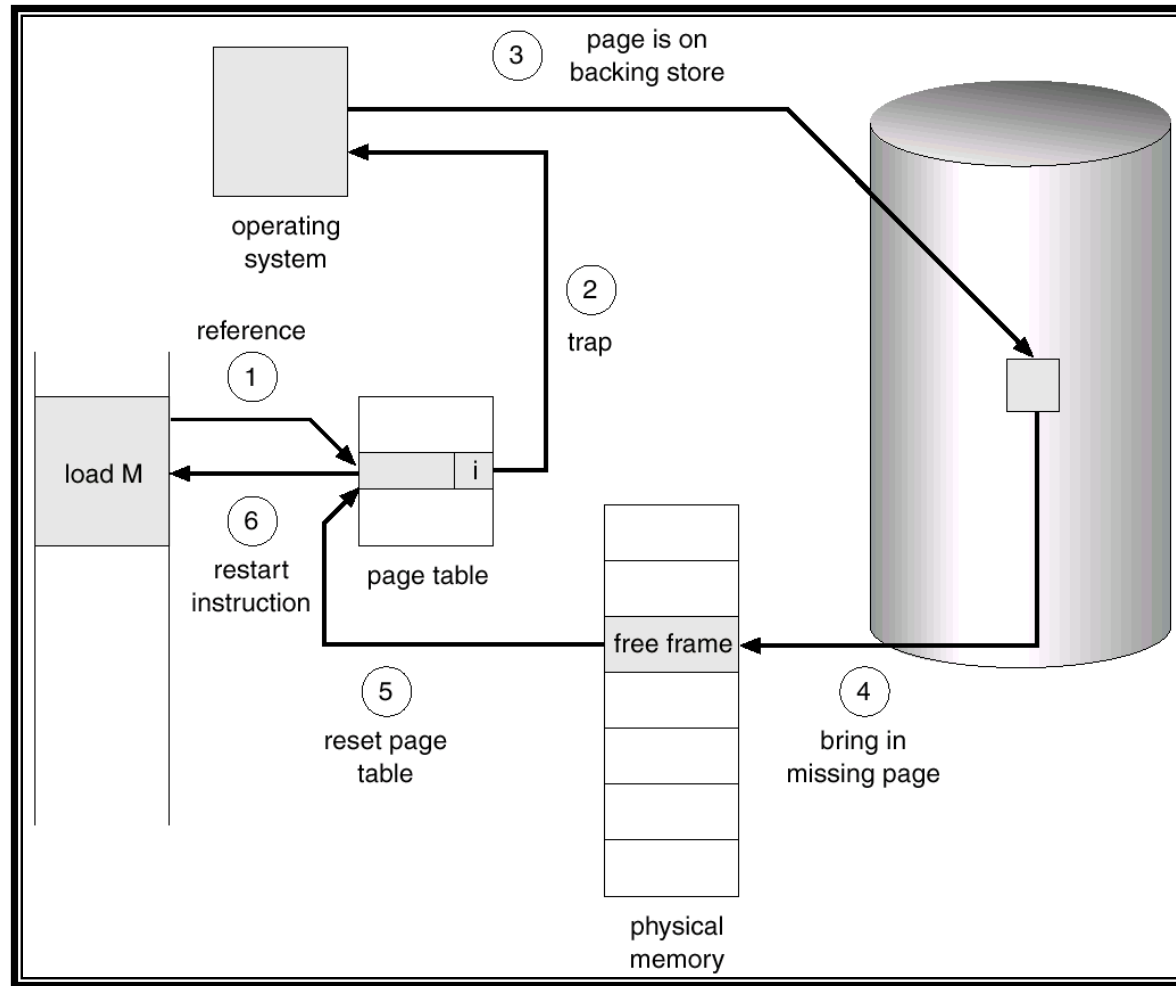 3
page is on
backing store
operating
system
2
trap
reference
1
load M
i
6
restart
instruction
page table
free frame
5
reset page
table
4
bring in
missing page
physical
memory